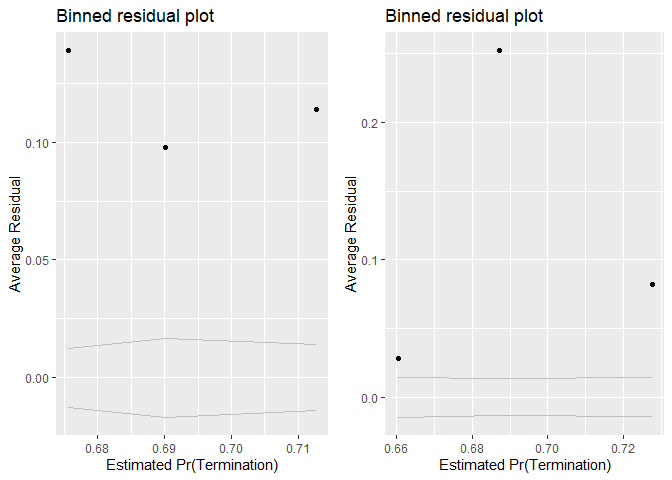 Binned residual plot
Average Residual
0.10
0.05
0.00
0.68 0.69 0.70 0.71
Estimated Pr(Termination)
Binned residual plot
Average Residual
0.2
0.1
0.0
0.66 0.68 0.70 0.72
Estimated Pr(Termination)